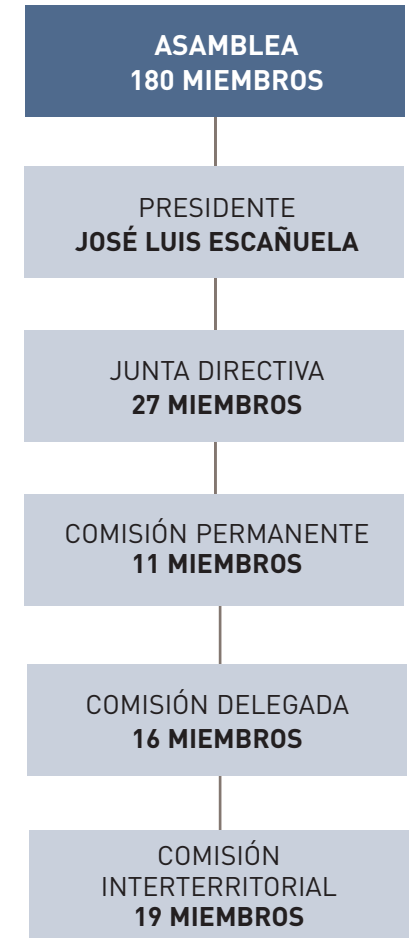 ASAMBLEA
180 MIEMBROS
PRESIDENTE
JOSÉ LUIS ESCAÑUELA
JUNTA DIRECTIVA
27 MIEMBROS
COMISIÓN PERMANENTE
11 MIEMBROS
COMISIÓN DELEGADA
16 MIEMBROS
COMISIÓN
INTERTERRITORIAL
19 MIEMBROS